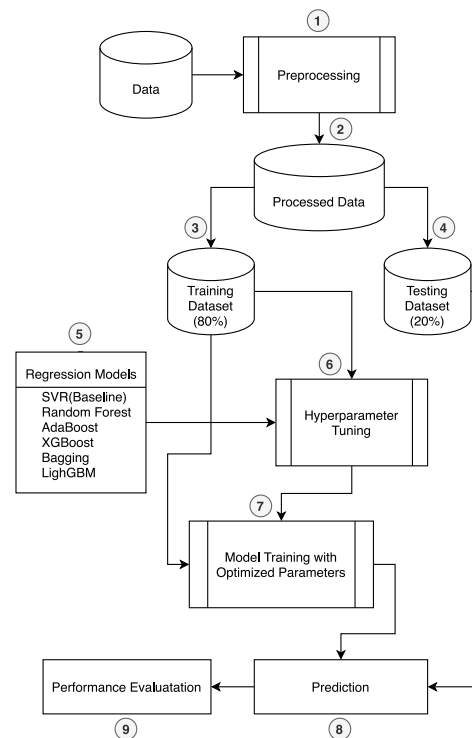 1
Data
Preprocessing
2
Processed Data
3
4
Training
Dataset
(80%)
Testing
Dataset
(20%)
5
Regression Models
SVR(Baseline)
Random Forest
AdaBoost
XGBoost
Bagging
LighGBM
6
Hyperparameter
Tuning
7
Model Training with
Optimized Parameters
Performance Evaluatation
Prediction
9
8